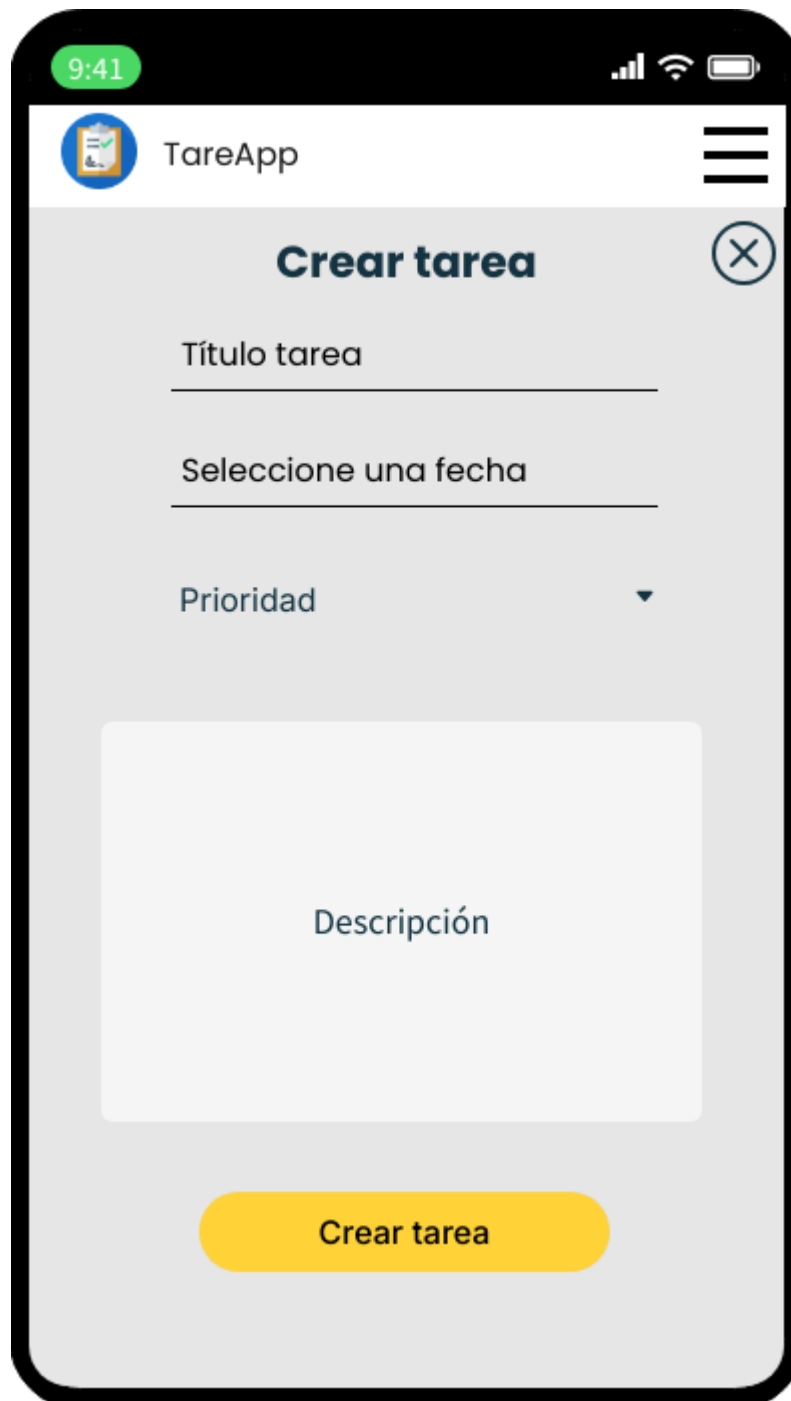 9:41
TareApp
Crear tarea
Título tarea
Seleccione una fecha
Prioridad
Descripción
Crear tarea